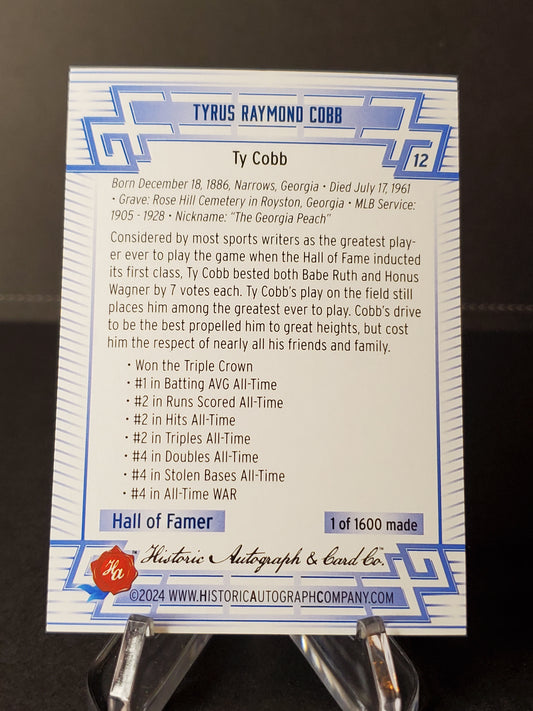 TYRUS RAYMOND COBB
12
Ty Cobb
Born December 18, 1886, Narrows, Georgia • Died July 17, 1961
• Grave: Rose Hill Cemetery in Royston, Georgia • MLB Service:
1905 - 1928 • Nickname: "The Georgia Peach"
Considered by most sports writers as the greatest play-
er ever to play the game when the Hall of Fame inducted
its first class, Ty Cobb bested both Babe Ruth and Honus
Wagner by 7 votes each. Ty Cobb's play on the field still
places him among the greatest ever to play. Cobb's drive
to be the best propelled him to great heights, but cost
him the respect of nearly all his friends and family.
• Won the Triple Crown
• #1 in Batting AVG All-Time
• #2 in Runs Scored All-Time
• #2 in Hits All-Time
• #2 in Triples All-Time
• #4 in Doubles All-Time
• #4 in Stolen Bases All-Time
• #4 in All-Time WAR
Hall of Famer
1 of 1600 made
Ha
Historic Autograph & Card Co.™
©2024 WWW.HISTORICAUTOGRAPHCOMPANY.COM